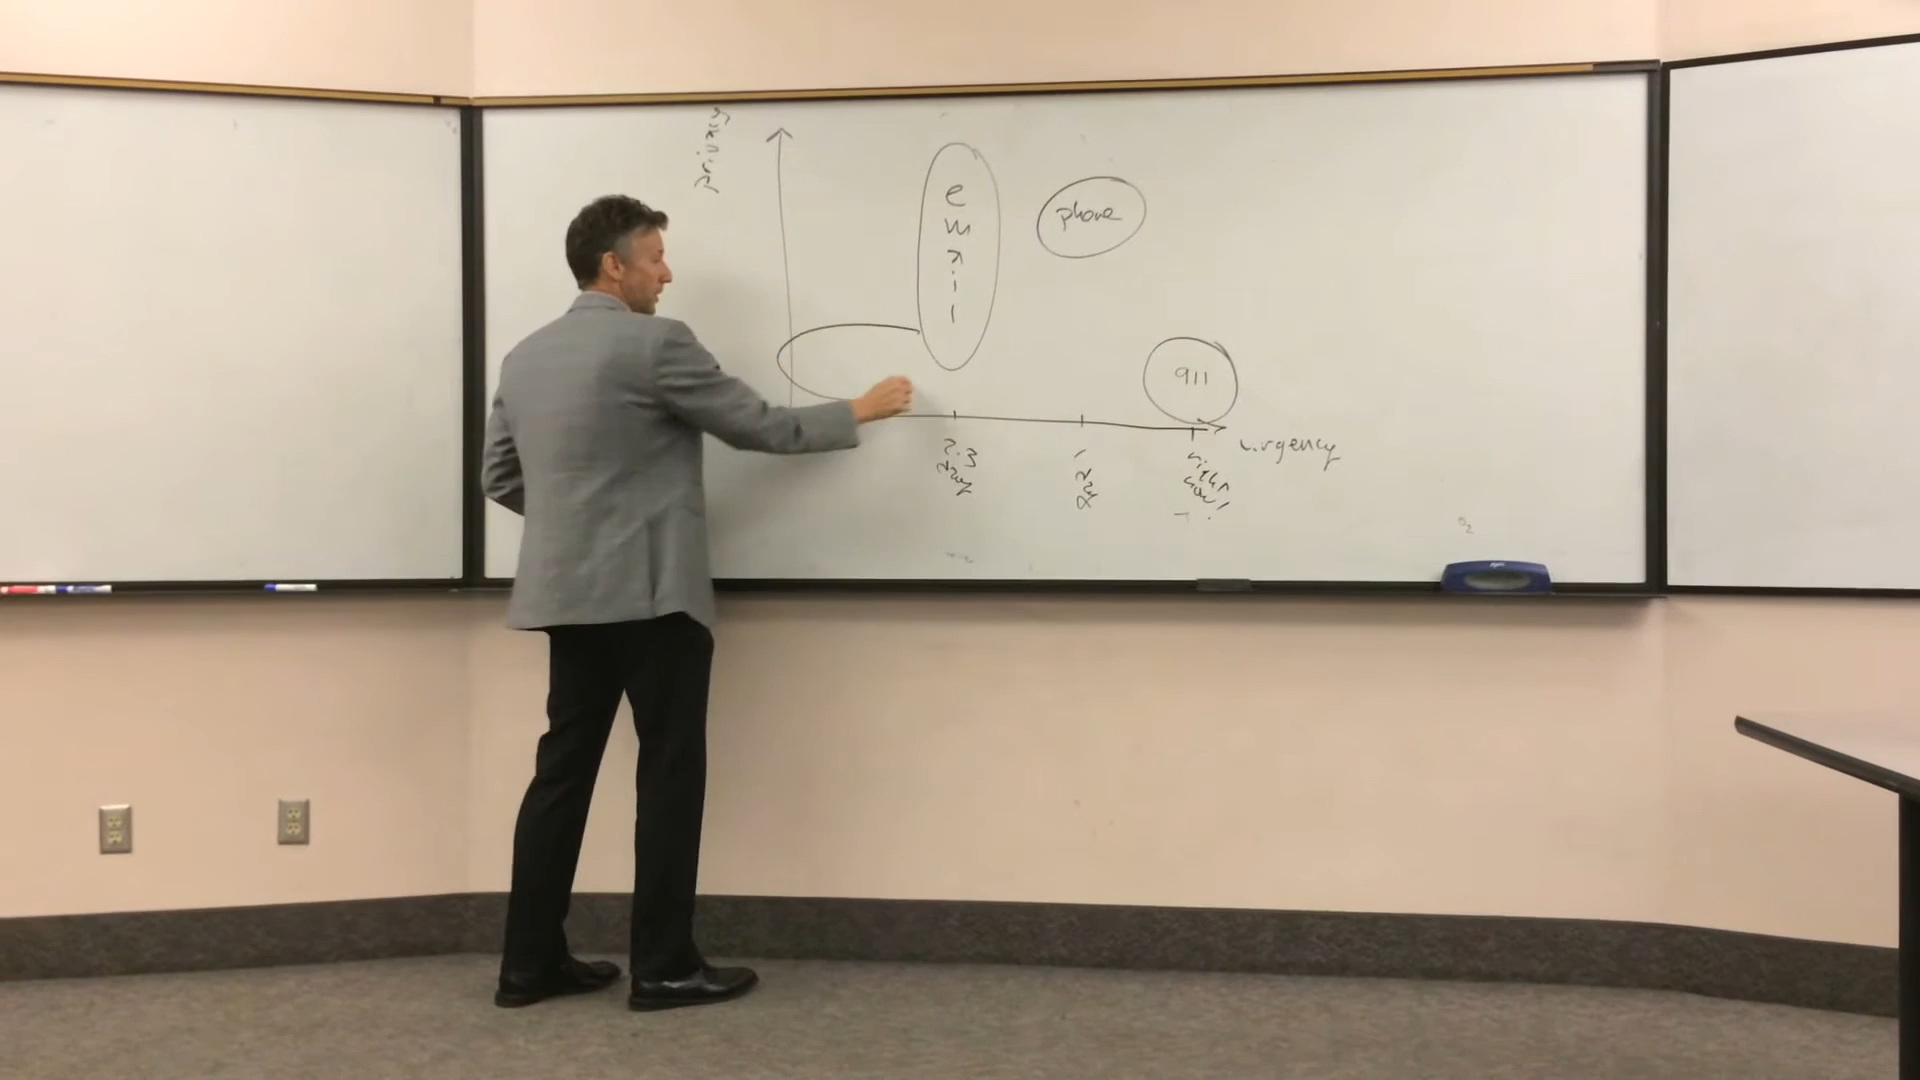 privacy
email
phone
911
urgency
2-3 days
1 day
right now!